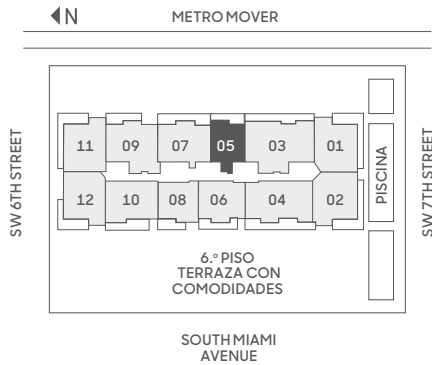 N
METRO MOVER
SW 6TH STREET
11 09 07 05 03 01
12 10 08 06 04 02
PISCINA
SW 7TH STREET
6.º PISO
TERRAZA CON
COMODIDADES
SOUTH MIAMI
AVENUE